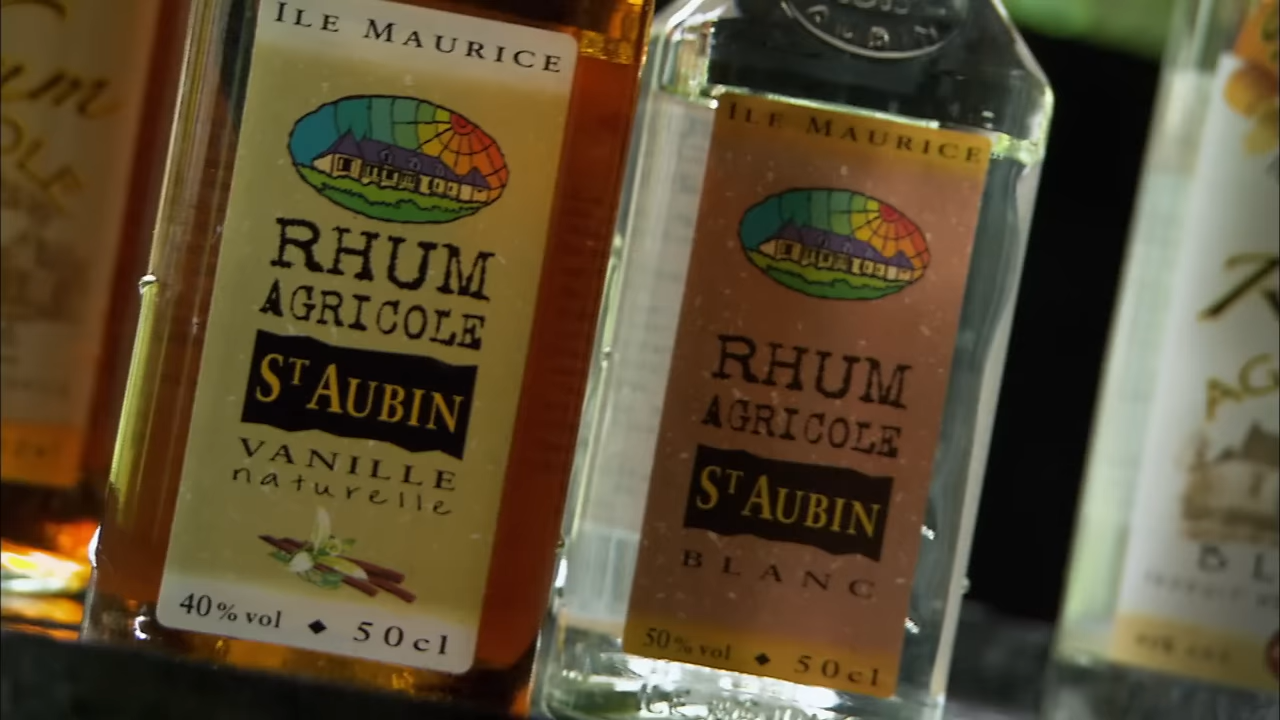 ILE MAURICE
RHUM
AGRICOLE
ST AUBIN
VANILLE
naturelle
40% vol ◆ 50cl
ILE MAURICE
RHUM
AGRICOLE
ST AUBIN
BLANC
50% vol ◆ 50cl